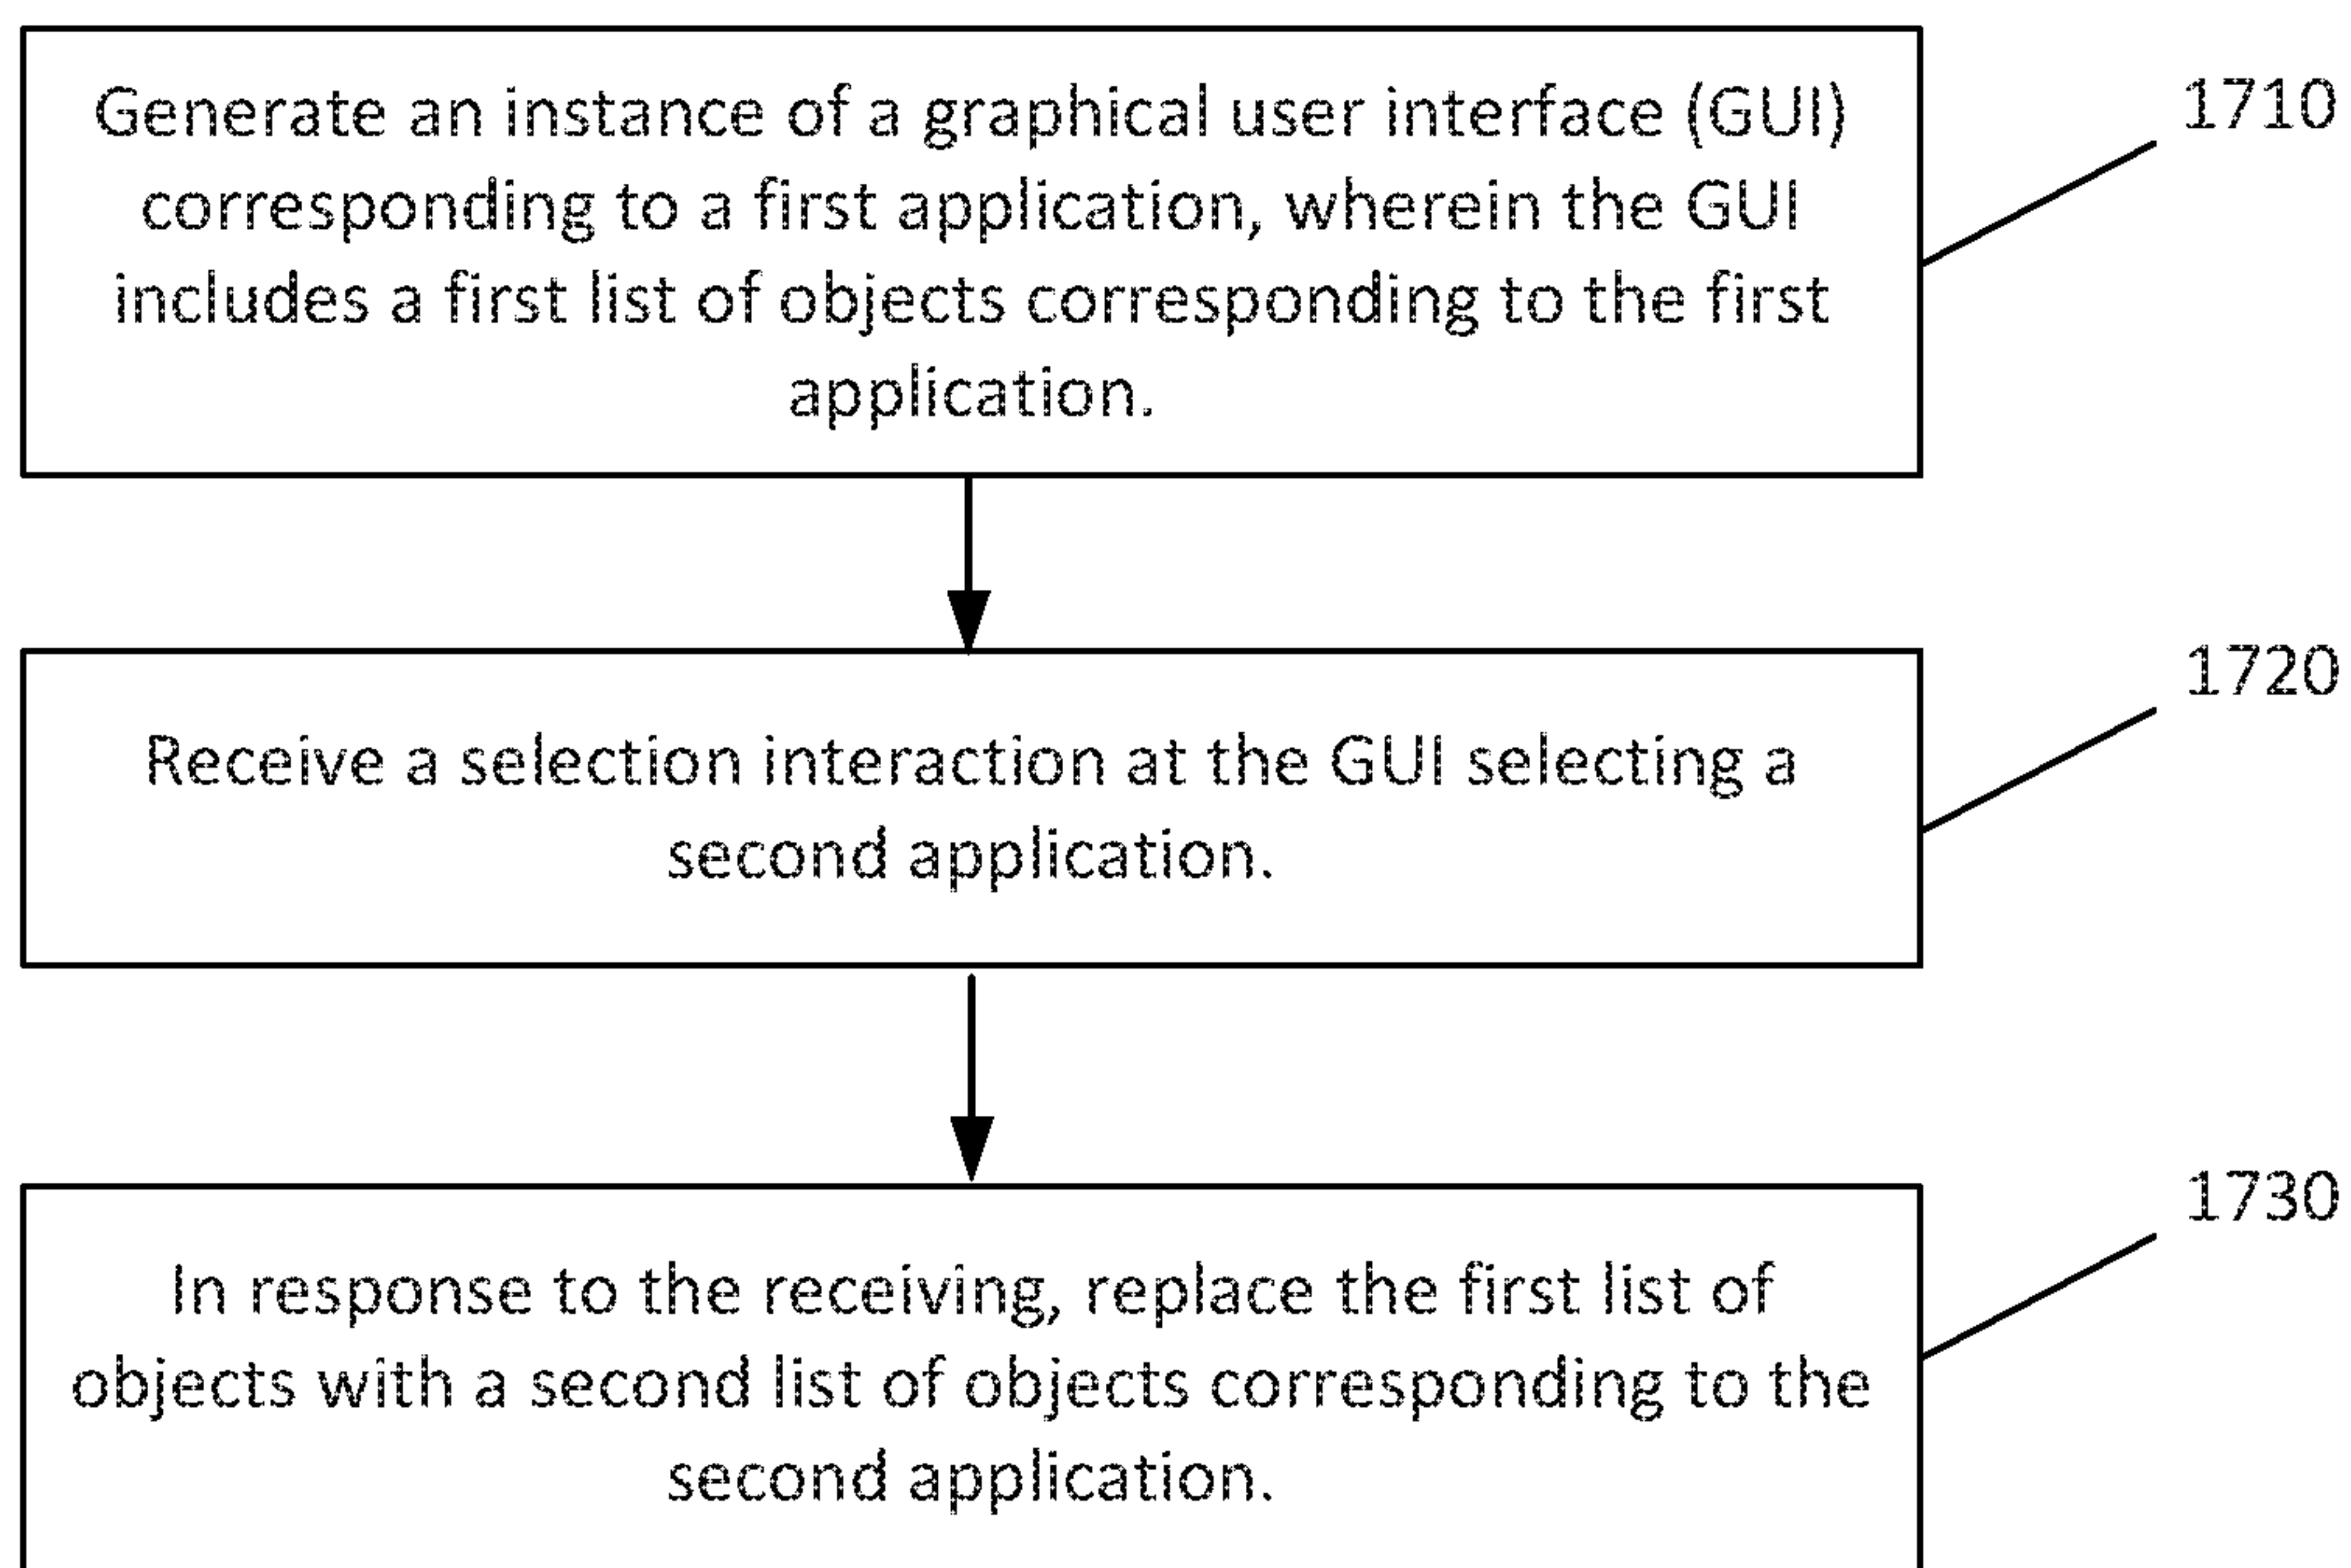 Generate an instance of a graphical user interface (GUI)
corresponding to a first application, wherein the GUI
includes a first list of objects corresponding to the first
application.
1710
Receive a selection interaction at the GUI selecting a
second application.
1720
In response to the receiving, replace the first list of
objects with a second list of objects corresponding to the
second application.
1730